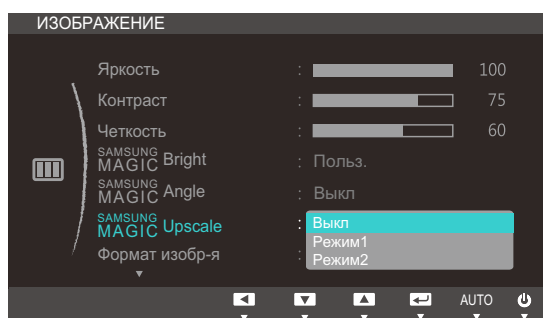 ИЗОБРАЖЕНИЕ
Яркость : 100
Контраст : 75
Четкость : 60
SAMSUNG MAGIC Bright : Польз.
SAMSUNG MAGIC Angle : Выкл
SAMSUNG MAGIC Upscale : Выкл
Режим1
Режим2
Формат изобр-я :
AUTO